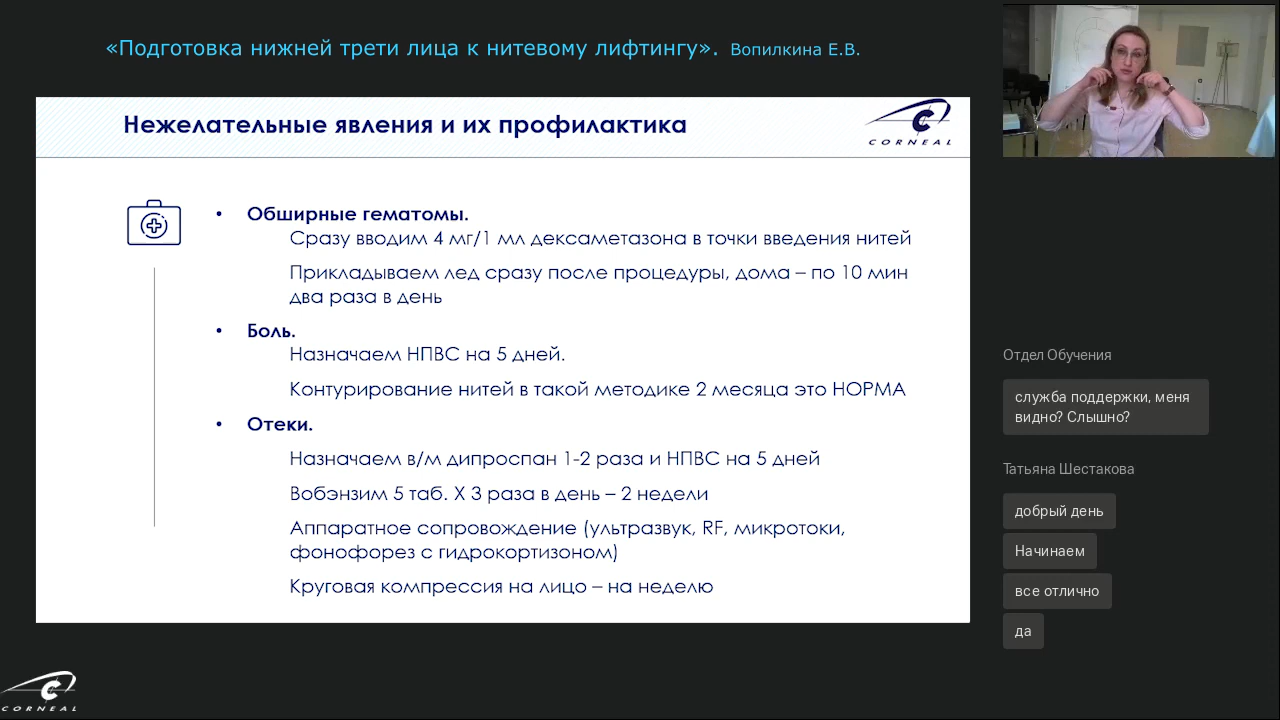 «Подготовка нижней трети лица к нитевому лифтингу». Вопилкина Е.В.
Нежелательные явления и их профилактика
CORNEAL
• Обширные гематомы.
Сразу вводим 4 мг/1 мл дексаметазона в точки введения нитей
Прикладываем лед сразу после процедуры, дома – по 10 мин
два раза в день
• Боль.
Назначаем НПВС на 5 дней.
Контурирование нитей в такой методике 2 месяца это НОРМА
• Отеки.
Назначаем в/м дипроспан 1-2 раза и НПВС на 5 дней
Вобэнзим 5 таб. Х 3 раза в день – 2 недели
Аппаратное сопровождение (ультразвук, RF, микротоки,
фонофорез с гидрокортизоном)
Круговая компрессия на лицо – на неделю
CORNEAL
Отдел Обучения
служба поддержки, меня
видно? Слышно?
Татьяна Шестакова
добрый день
Начинаем
все отлично
да